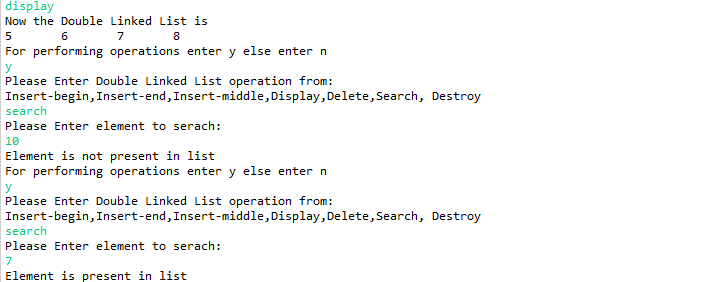 display
Now the Double Linked List is
5 6 7 8
For performing operations enter y else enter n
y
Please Enter Double Linked List operation from:
Insert-begin,Insert-end,Insert-middle,Display,Delete,Search, Destroy
search
Please Enter element to serach:
10
Element is not present in list
For performing operations enter y else enter n
y
Please Enter Double Linked List operation from:
Insert-begin,Insert-end,Insert-middle,Display,Delete,Search, Destroy
search
Please Enter element to serach:
7
Element is present in list